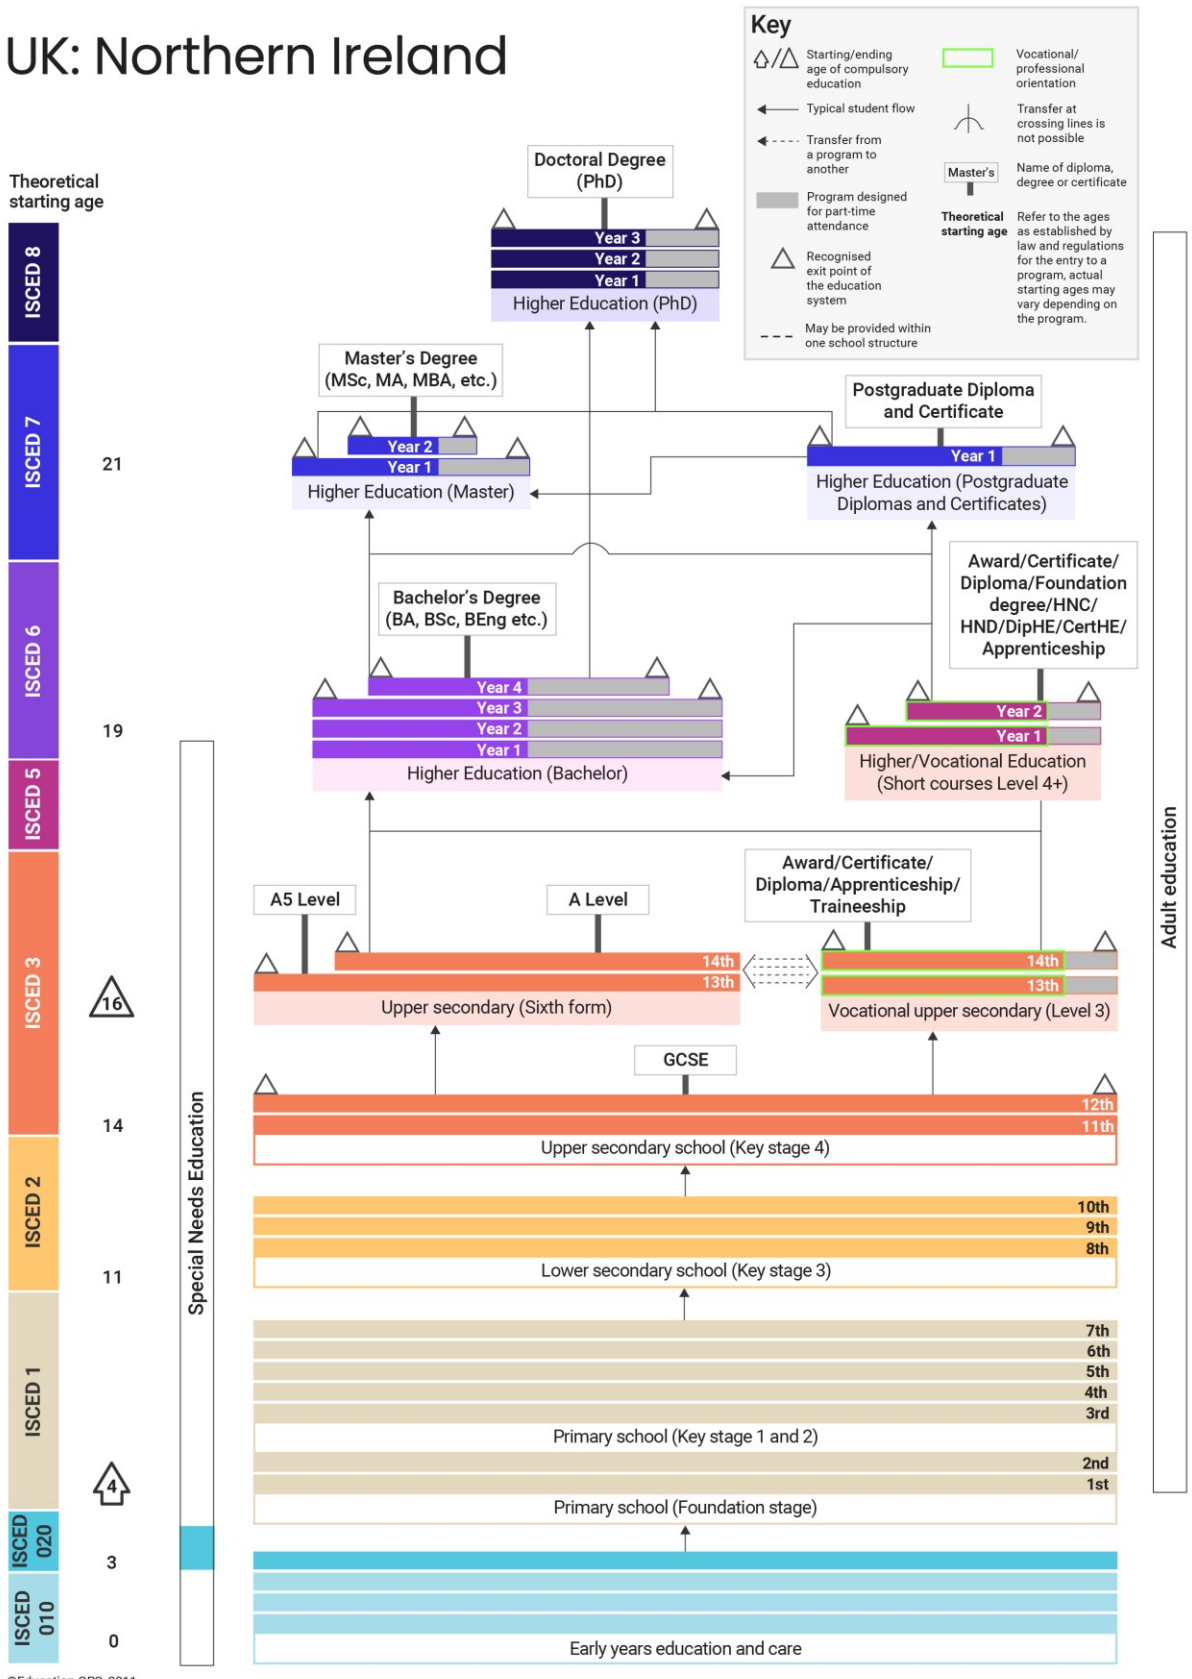 UK: Northern Ireland
Key
Starting/ending
age of compulsory
education
Typical student flow
Transfer from
a program to
another
Program designed
for part-time
attendance
Recognised
exit point of
the education
system
May be provided within
one school structure
Vocational/
professional
orientation
Transfer at
crossing lines is
not possible
Master's
Name of diploma,
degree or certificate
Theoretical
starting age
Refer to the ages
as established by
law and regulations
for the entry to a
program, actual
starting ages may
vary depending on
the program.
Theoretical
starting age
ISCED 8
ISCED 7
ISCED 6
ISCED 5
ISCED 3
ISCED 2
ISCED 1
ISCED
020
ISCED
010
21
19
16
14
11
4
3
0
Special Needs Education
Adult education
Doctoral Degree
(PhD)
Year 3
Year 2
Year 1
Higher Education (PhD)
Master's Degree
(MSc, MA, MBA, etc.)
Year 2
Year 1
Higher Education (Master)
Postgraduate Diploma
and Certificate
Year 1
Higher Education (Postgraduate
Diplomas and Certificates)
Bachelor's Degree
(BA, BSc, BEng etc.)
Year 4
Year 3
Year 2
Year 1
Higher Education (Bachelor)
Award/Certificate/
Diploma/Foundation
degree/HNC/
HND/DipHE/CertHE/
Apprenticeship
Year 2
Year 1
Higher/Vocational Education
(Short courses Level 4+)
A5 Level
A Level
14th
13th
Upper secondary (Sixth form)
Award/Certificate/
Diploma/Apprenticeship/
Traineeship
14th
13th
Vocational upper secondary (Level 3)
GCSE
12th
11th
Upper secondary school (Key stage 4)
10th
9th
8th
Lower secondary school (Key stage 3)
7th
6th
5th
4th
3rd
Primary school (Key stage 1 and 2)
2nd
1st
Primary school (Foundation stage)
Early years education and care